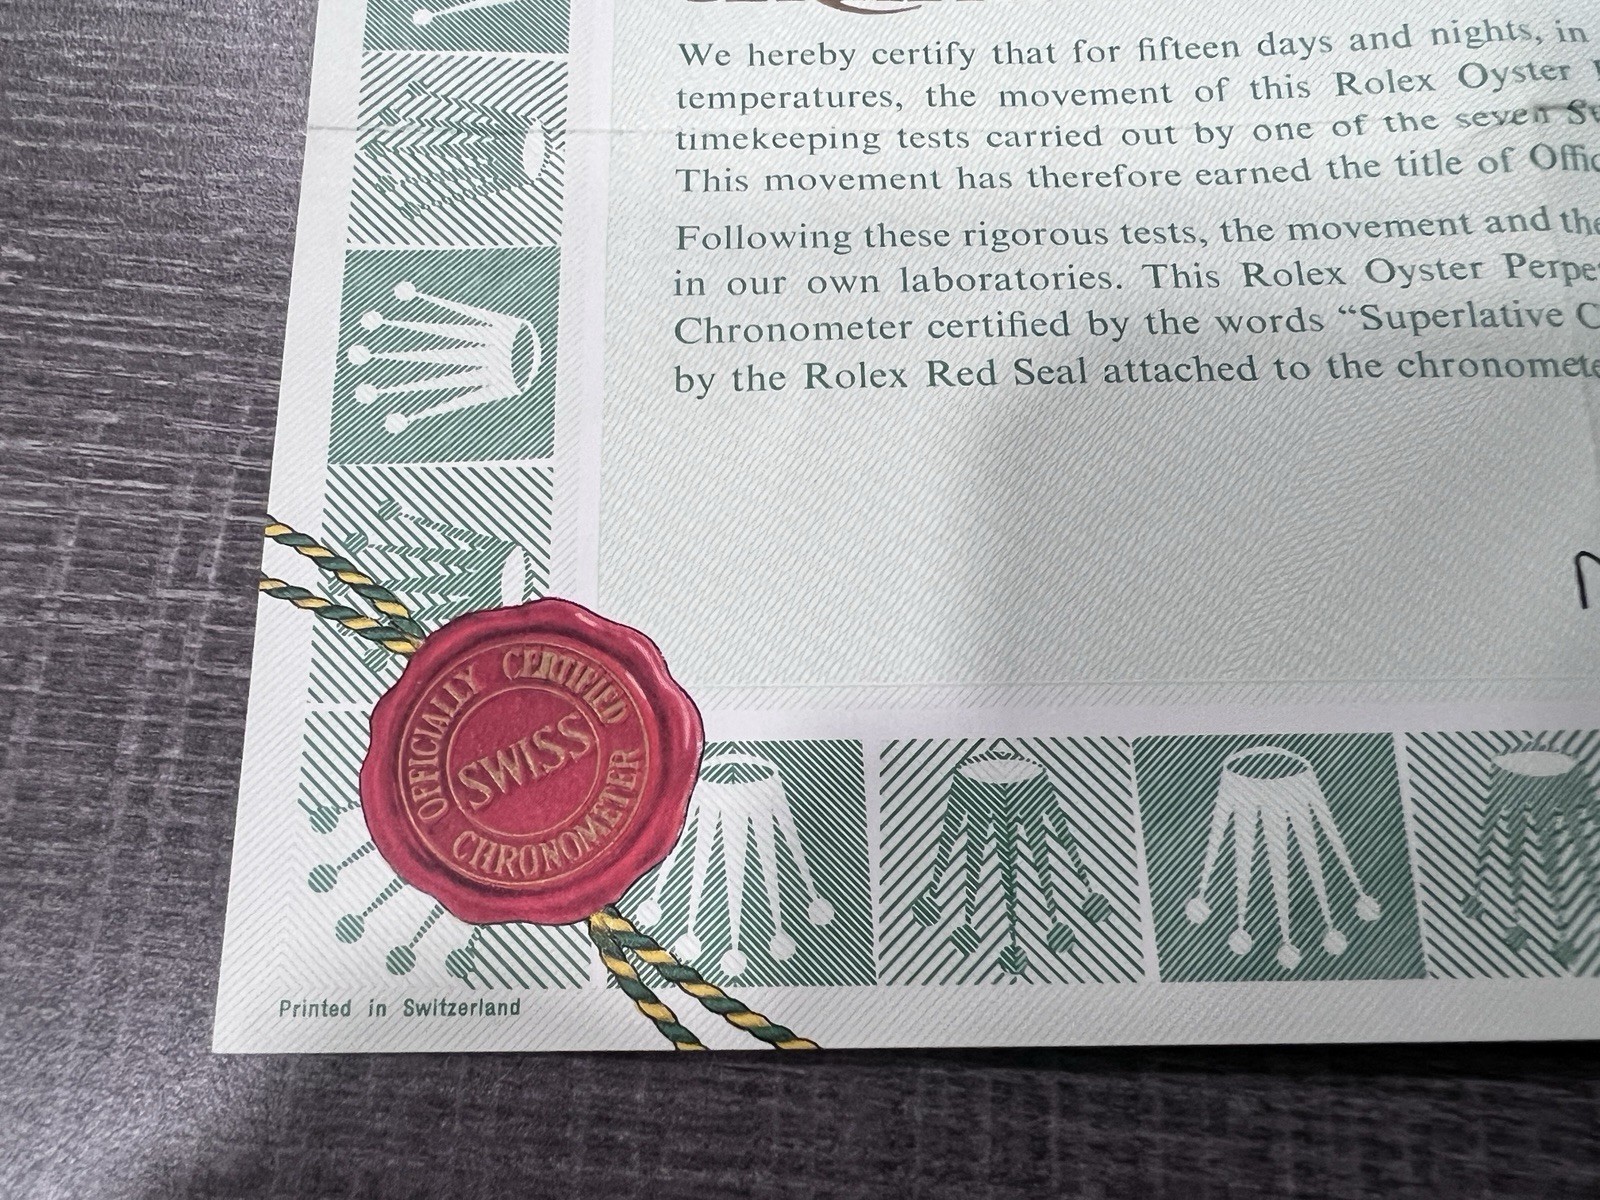 We hereby certify that for fifteen days and nights, in
temperatures, the movement of this Rolex Oyster
timekeeping tests carried out by one of the seven
This movement has therefore earned the title of
Following these rigorous tests, the movement and the
in our own laboratories. This Rolex Oyster
Chronometer certified by the words “Superlative
by the Rolex Red Seal attached to the
OFFICIALLY CERTIFIED
SWISS
CHRONOMETER
Printed in Switzerland